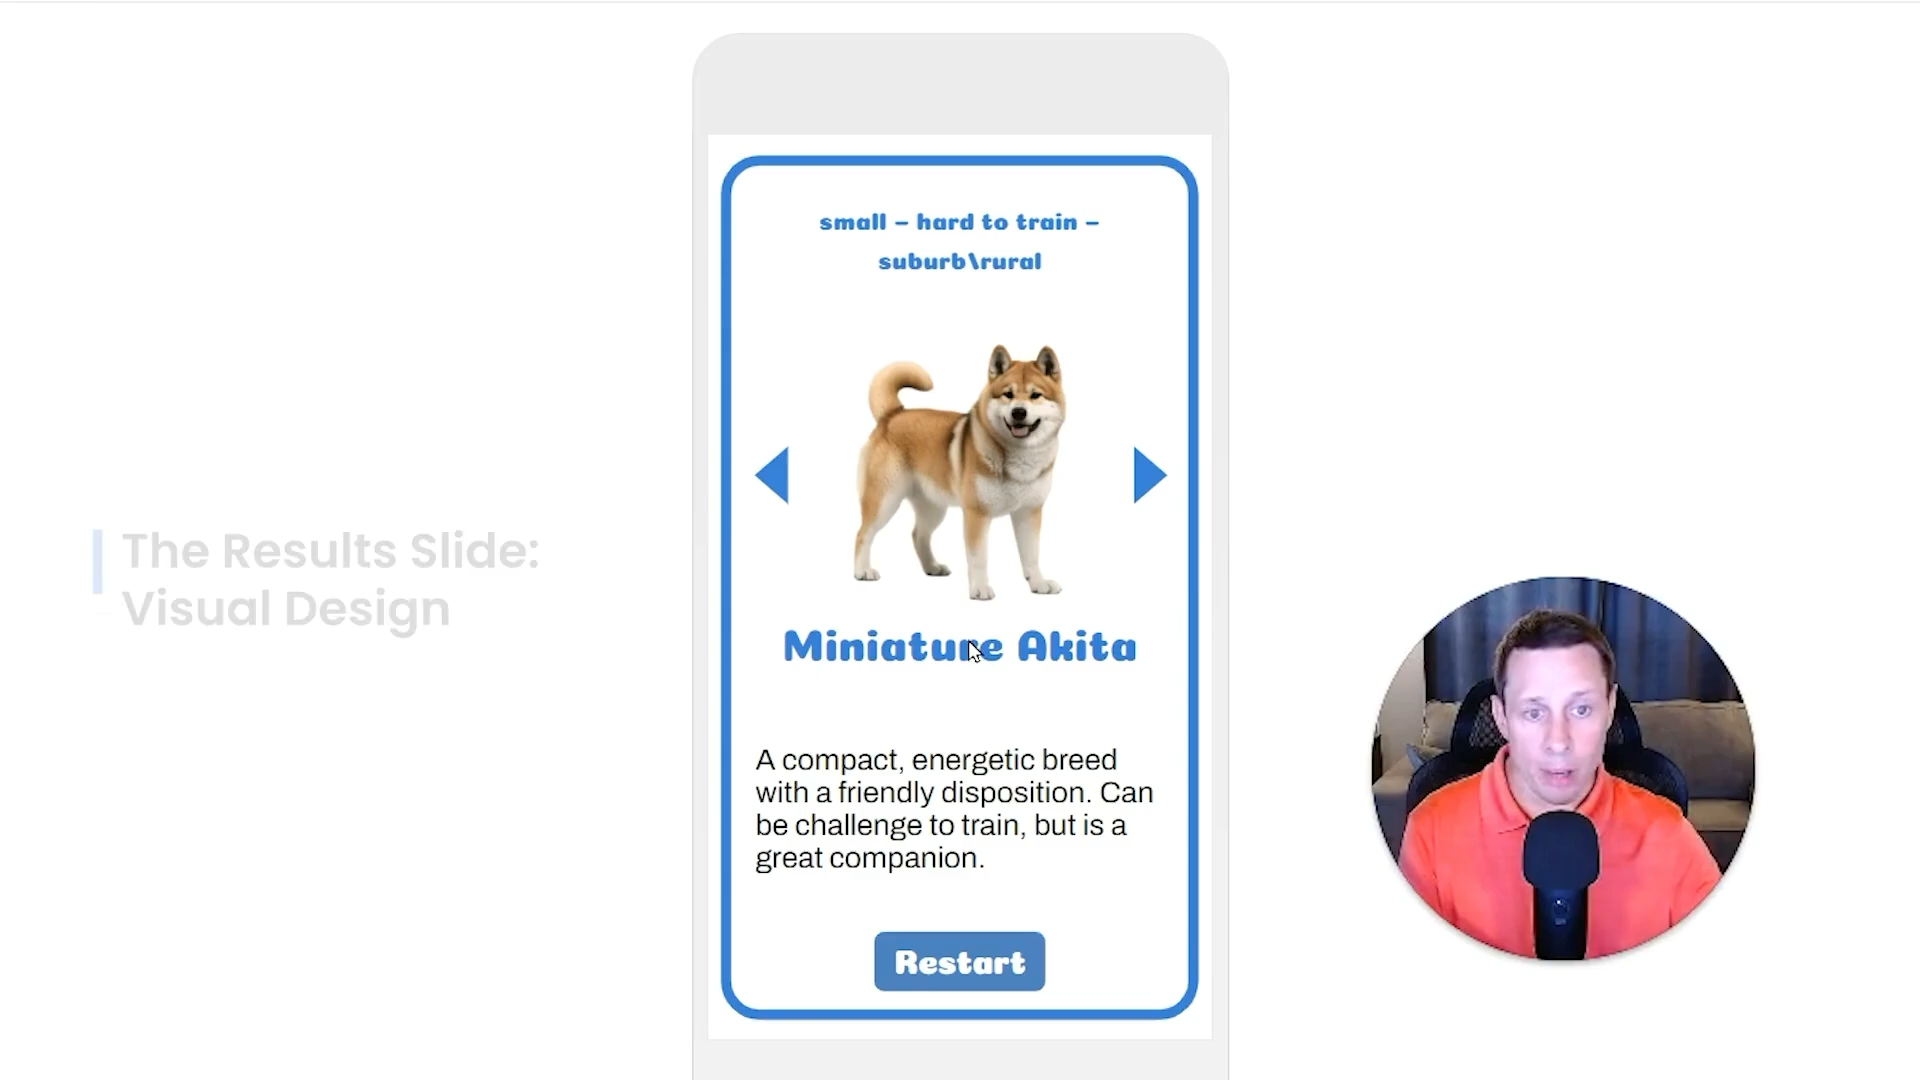 small – hard to train –
suburb\rural
The Results Slide:
Visual Design
Miniature Akita
A compact, energetic breed
with a friendly disposition. Can
be challenge to train, but is a
great companion.
Restart